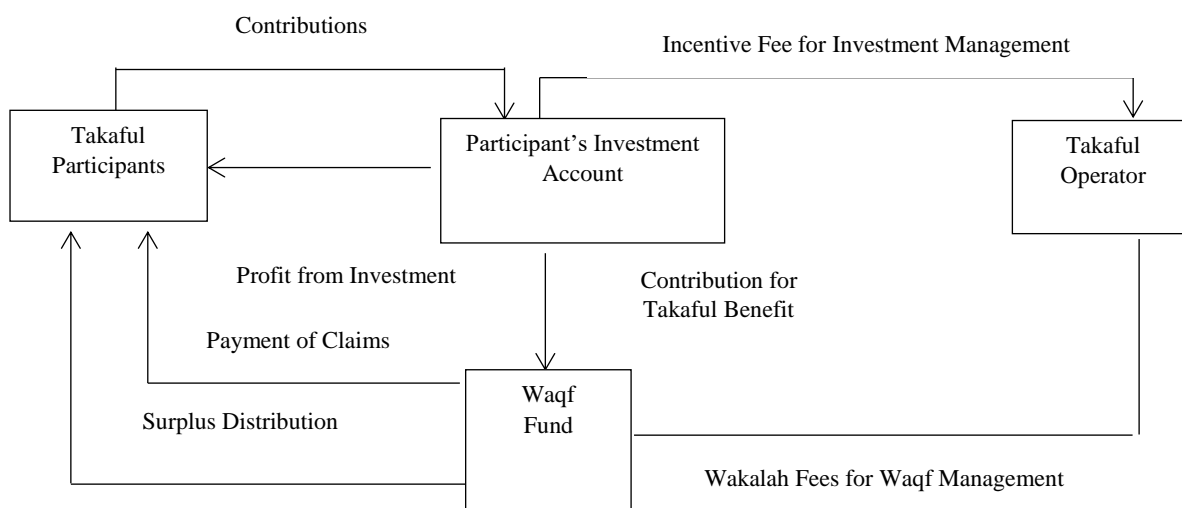 Contributions
Incentive Fee for Investment Management
Takaful
Participants
Participant’s Investment
Account
Takaful
Operator
Profit from Investment
Contribution for
Takaful Benefit
Payment of Claims
Waqf
Fund
Surplus Distribution
Wakalah Fees for Waqf Management